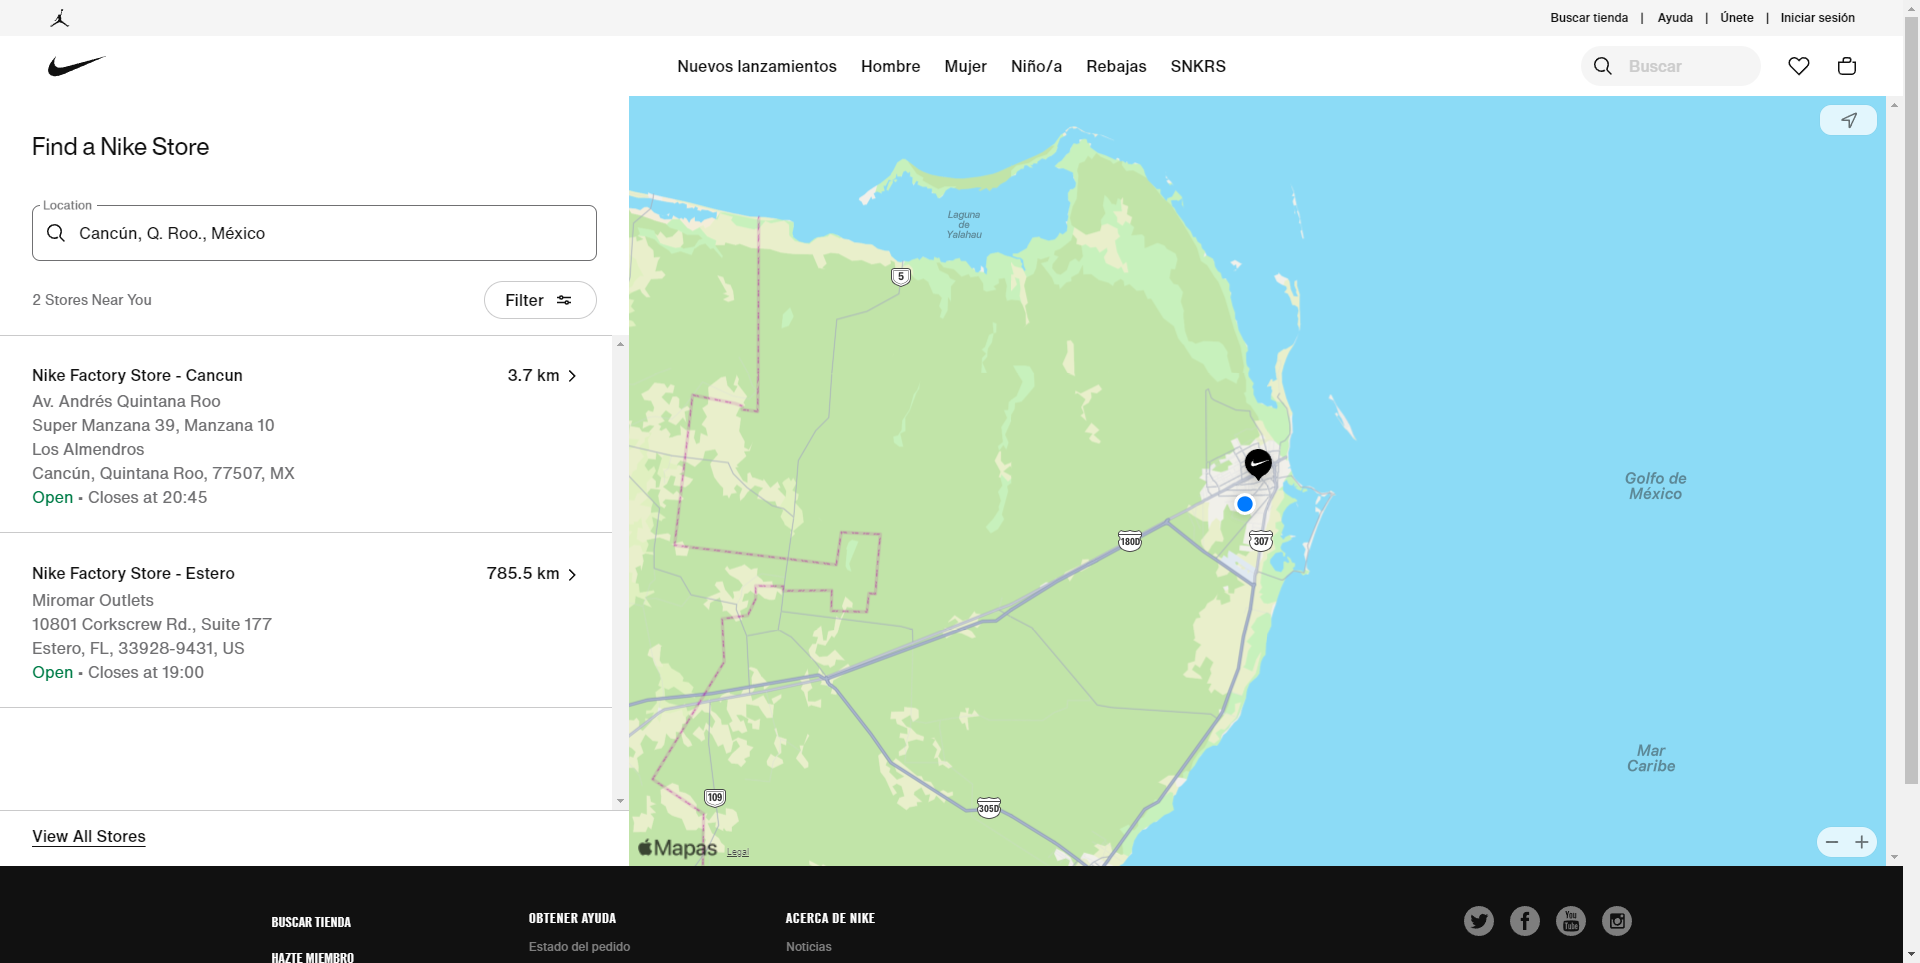 Buscar tienda | Ayuda | Únete | Iniciar sesión
Nuevos lanzamientos Hombre Mujer Niño/a Rebajas SNKRS
Buscar
Find a Nike Store
Location
Cancún, Q. Roo., México
2 Stores Near You
Filter
Nike Factory Store - Cancun
3.7 km
Av. Andrés Quintana Roo
Super Manzana 39, Manzana 10
Los Almendros
Cancún, Quintana Roo, 77507, MX
Open • Closes at 20:45
Nike Factory Store - Estero
785.5 km
Miromar Outlets
10801 Corkscrew Rd., Suite 177
Estero, FL, 33928-9431, US
Open • Closes at 19:00
View All Stores
Laguna
de
Yalahau
5
180D
307
Golfo de
México
Mar
Caribe
109
305D
Mapas
Legal
BUSCAR TIENDA
HAZTE MIEMBRO
OBTENER AYUDA
Estado del pedido
ACERCA DE NIKE
Noticias
You
Tube